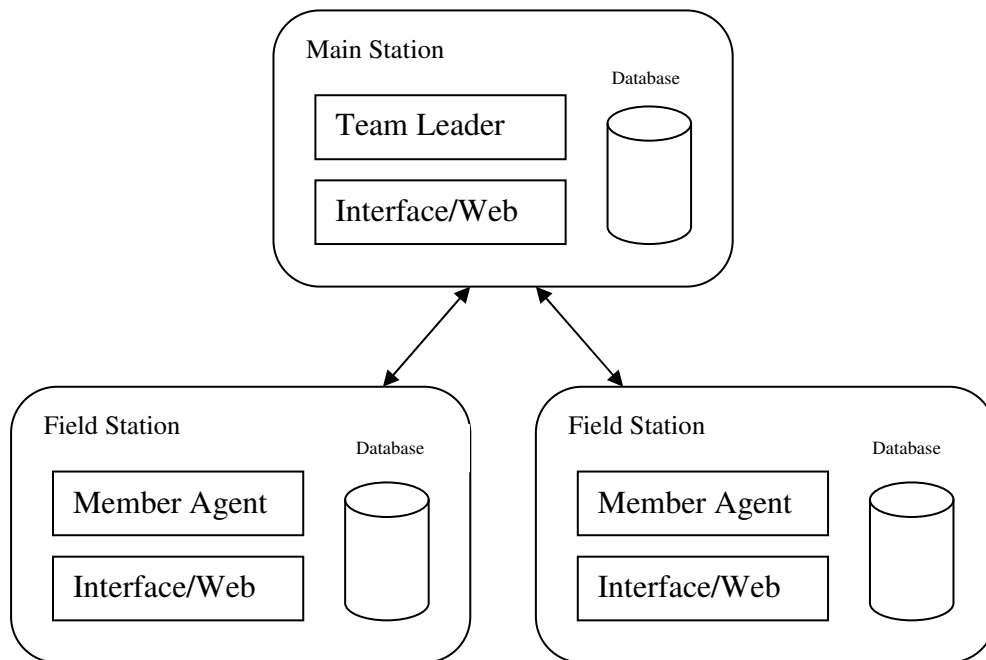 Main Station
Database
Team Leader
Interface/Web
Field Station
Database
Member Agent
Interface/Web
Field Station
Database
Member Agent
Interface/Web